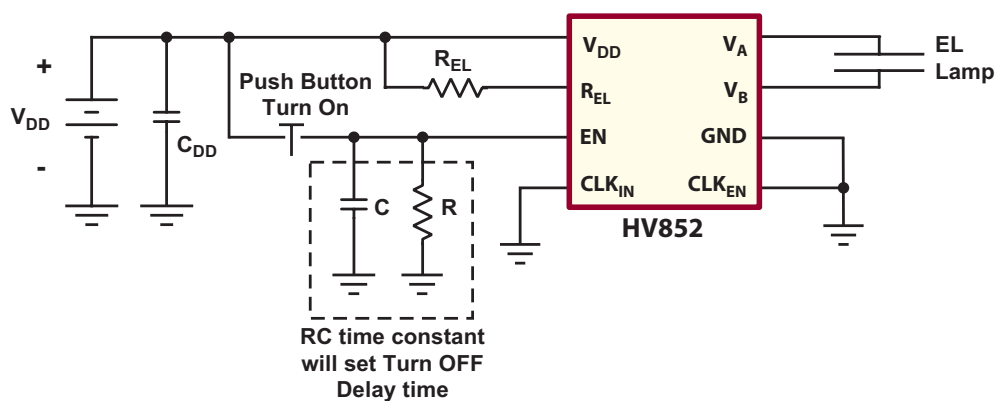 +
V_DD
-
C_DD
Push Button
Turn On
R_EL
C
R
RC time constant
will set Turn OFF
Delay time
V_DD
R_EL
EN
CLK_IN
V_A
V_B
GND
CLK_EN
HV852
EL
Lamp